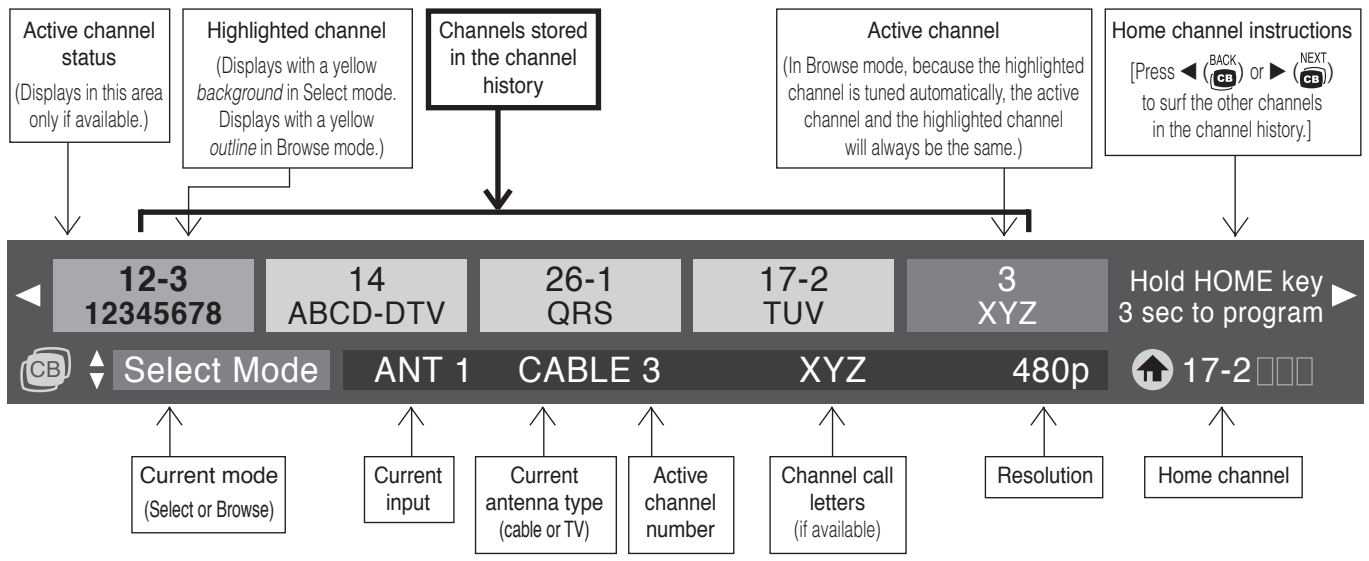 Active channel
status
(Displays in this area
only if available.)
Highlighted channel
(Displays with a yellow
background in Select mode.
Displays with a yellow
outline in Browse mode.)
Channels stored
in the channel
history
Active channel
(In Browse mode, because the highlighted
channel is tuned automatically, the active
channel and the highlighted channel
will always be the same.)
Home channel instructions
[Press ◀ (BACK CB) or ▶ (NEXT CB)
to surf the other channels
in the channel history.]
12-3
12345678
14
ABCD-DTV
26-1
QRS
17-2
TUV
3
XYZ
Hold HOME key
3 sec to program
CB Select Mode ANT 1 CABLE 3 XYZ 480p 17-2
Current mode
(Select or Browse)
Current
input
Current
antenna type
(cable or TV)
Active
channel
number
Channel call
letters
(if available)
Resolution
Home channel